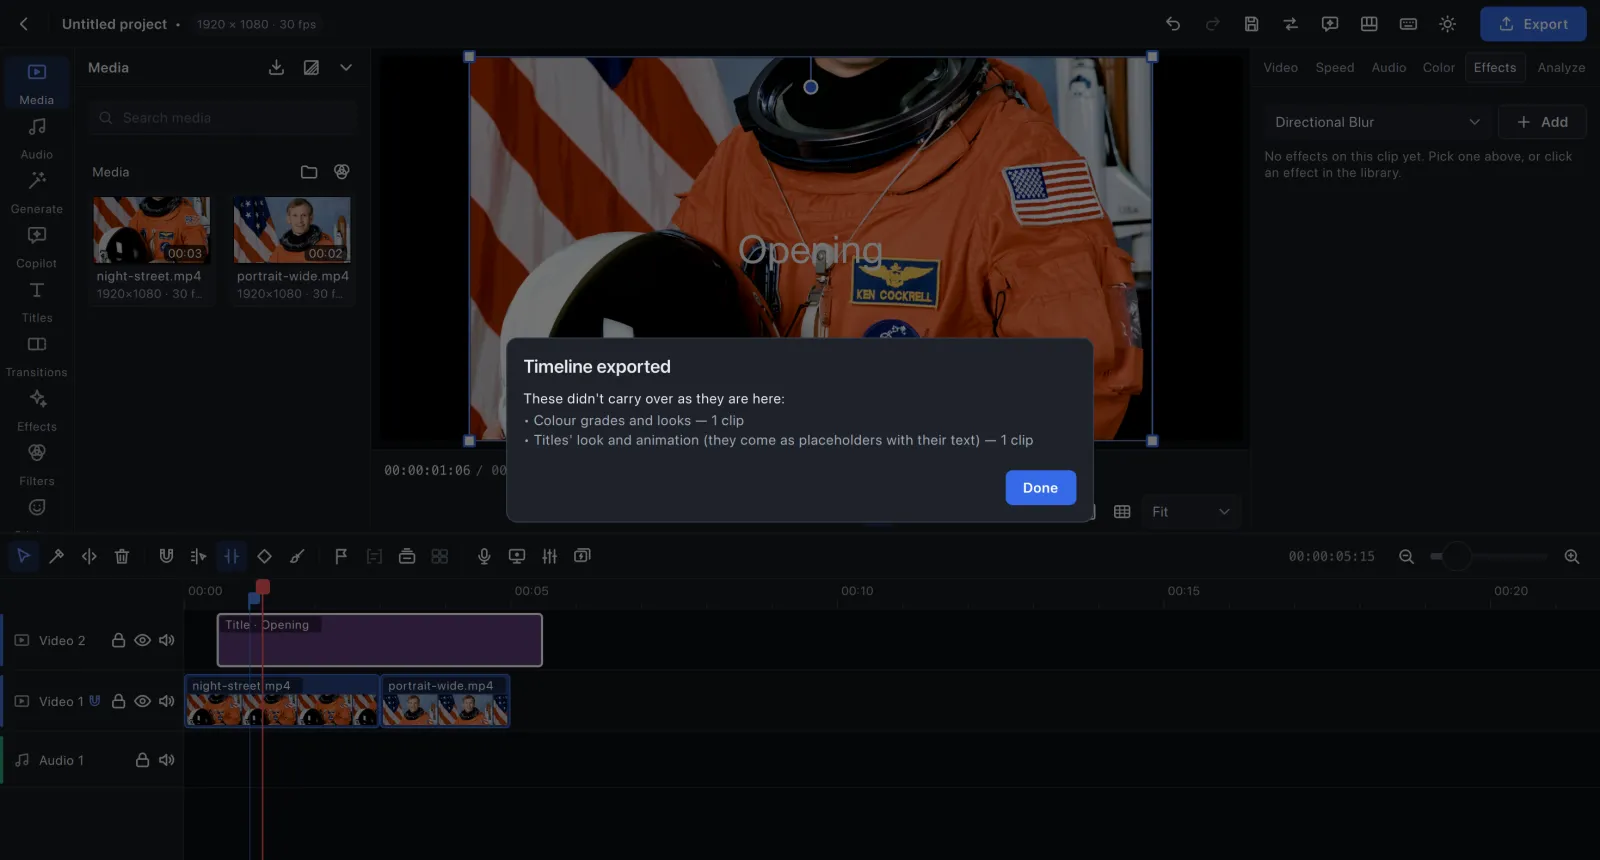 Untitled project •
1920 × 1080 · 30 fps
Export
Media
Audio
Generate
Copilot
Titles
Transitions
Effects
Filters
Media
Search media
Media
00:03
night-street.mp4
1920×1080 · 30 f...
00:02
portrait-wide.mp4
1920×1080 · 30 f...
Opening
KEN COCKRELL
Video
Speed
Audio
Color
Effects
Analyze
Directional Blur
Add
No effects on this clip yet. Pick one above, or click
an effect in the library.
Timeline exported
These didn't carry over as they are here:
• Colour grades and looks — 1 clip
• Titles' look and animation (they come as placeholders with their text) — 1 clip
Done
00:00:01:06 / 00
Fit
00:00:05:15
00:00
00:05
00:10
00:15
00:20
Video 2
Title · Opening
Video 1
night-street.mp4
portrait-wide.mp4
Audio 1